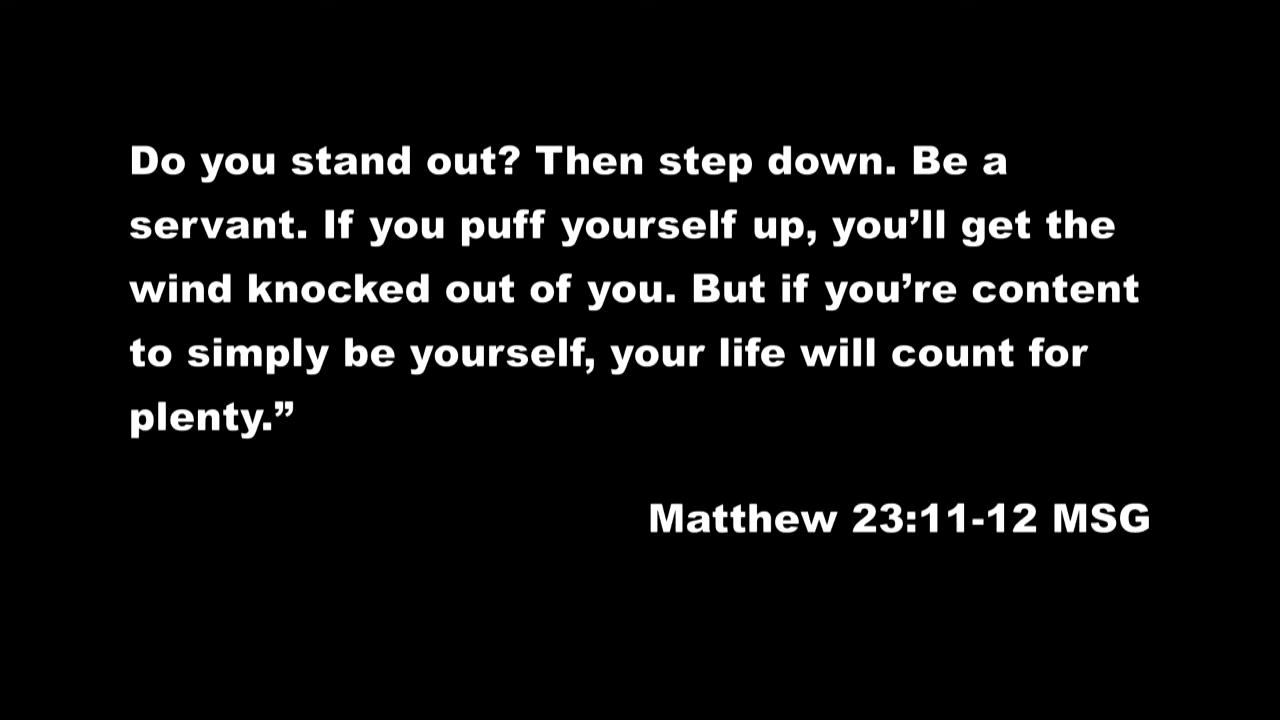 Do you stand out? Then step down. Be a
servant. If you puff yourself up, you’ll get the
wind knocked out of you. But if you’re content
to simply be yourself, your life will count for
plenty.”
Matthew 23:11-12 MSG